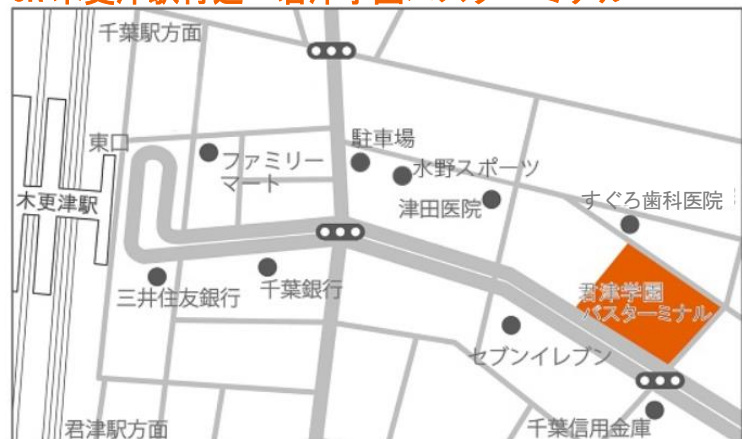 千葉駅方面
東口
木更津駅
ファミリー
マート
駐車場
水野スポーツ
津田医院
すぐろ歯科医院
三井住友銀行
千葉銀行
君津学園
バスターミナル
セブンイレブン
君津駅方面
千葉信用金庫